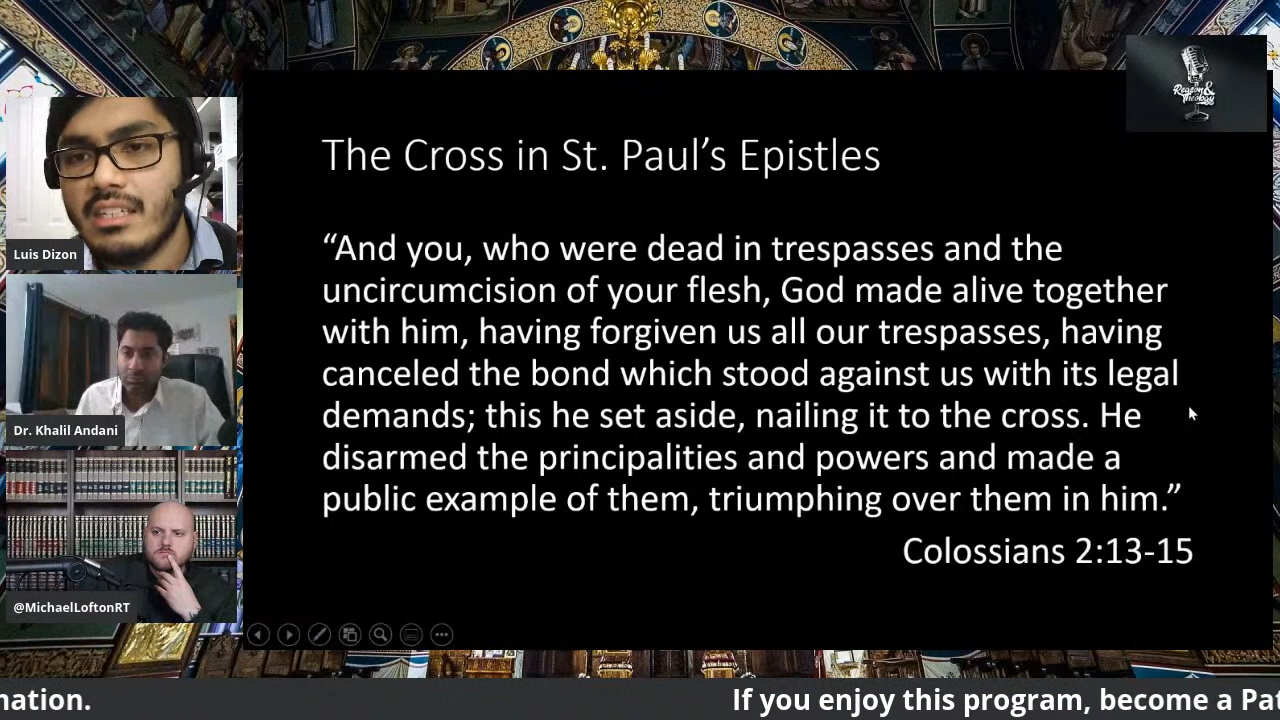 Reason &
Theology
Luis Dizon
Dr. Khalil Andani
@MichaelLoftonRT
The Cross in St. Paul’s Epistles
“And you, who were dead in trespasses and the
uncircumcision of your flesh, God made alive together
with him, having forgiven us all our trespasses, having
canceled the bond which stood against us with its legal
demands; this he set aside, nailing it to the cross. He
disarmed the principalities and powers and made a
public example of them, triumphing over them in him.”
Colossians 2:13-15
nation. If you enjoy this program, become a Pat